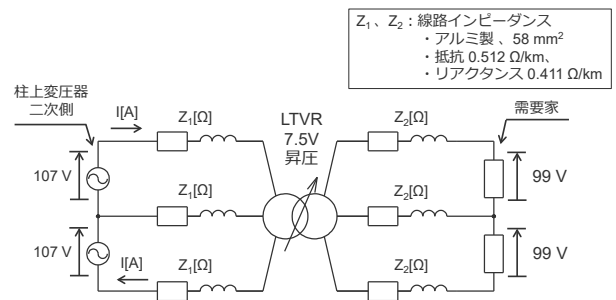 Z₁ 、Z₂：線路インピーダンス
・アルミ製 、58 mm²
・抵抗 0.512 Ω/km、
・リアクタンス 0.411 Ω/km
柱上変圧器
二次側
I[A]
Z₁[Ω]
LTVR
7.5V
昇圧
Z₂[Ω]
需要家
107 V
99 V
Z₁[Ω]
Z₂[Ω]
107 V
99 V
I[A]
Z₁[Ω]
Z₂[Ω]